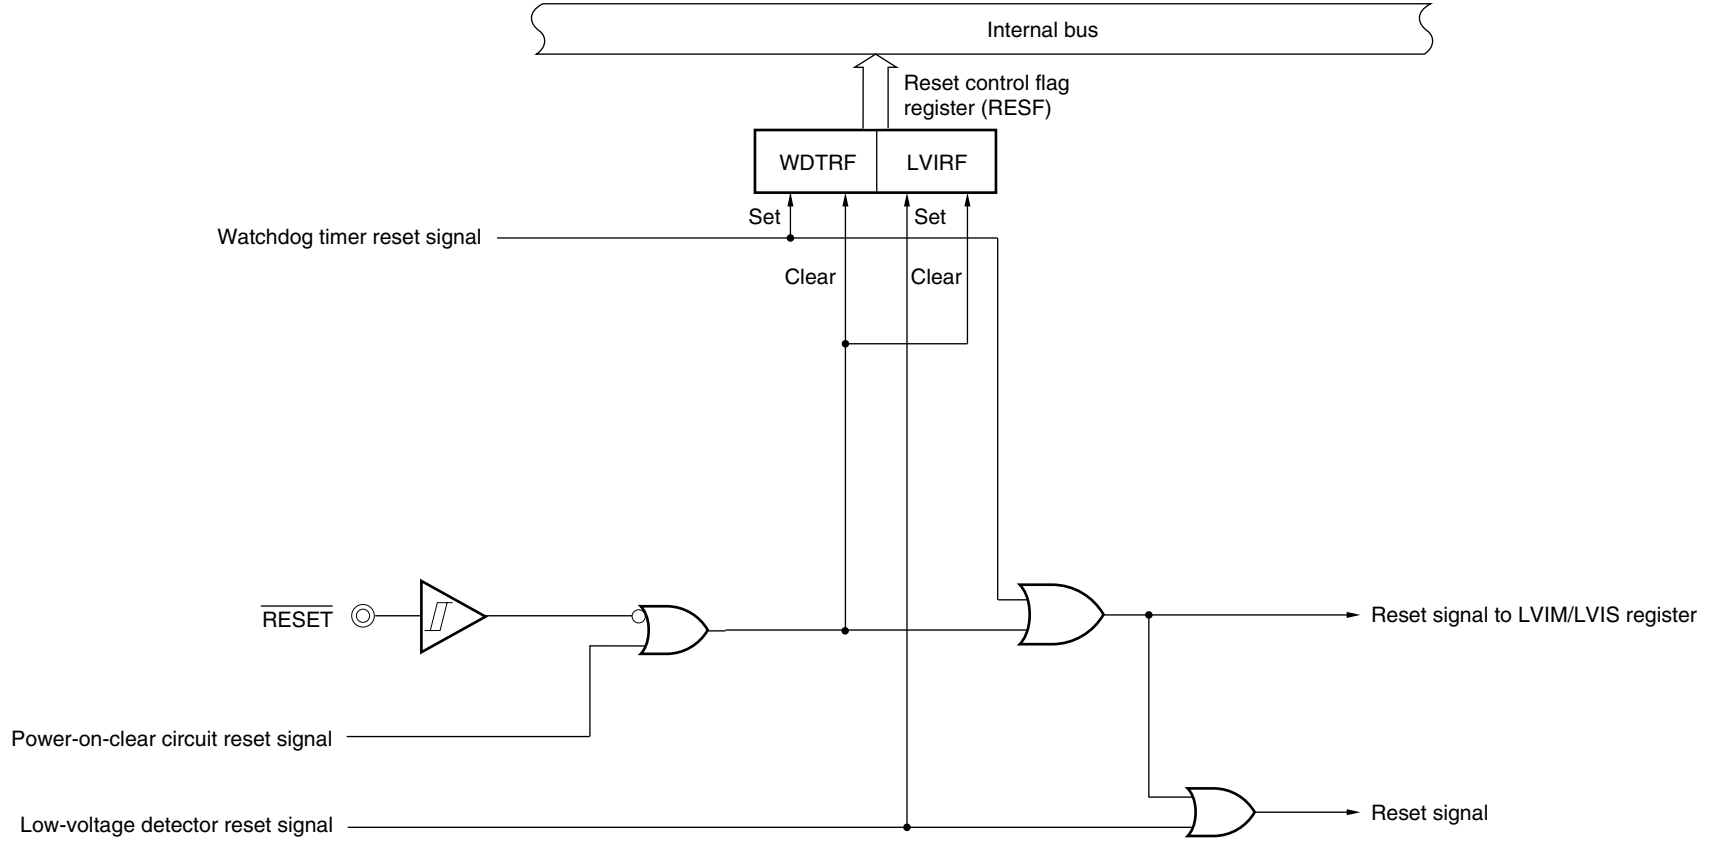 Internal bus
Reset control flag
register (RESF)
WDTRF
LVIRF
Set
Set
Watchdog timer reset signal
Clear
Clear
RESET
Reset signal to LVIM/LVIS register
Power-on-clear circuit reset signal
Reset signal
Low-voltage detector reset signal